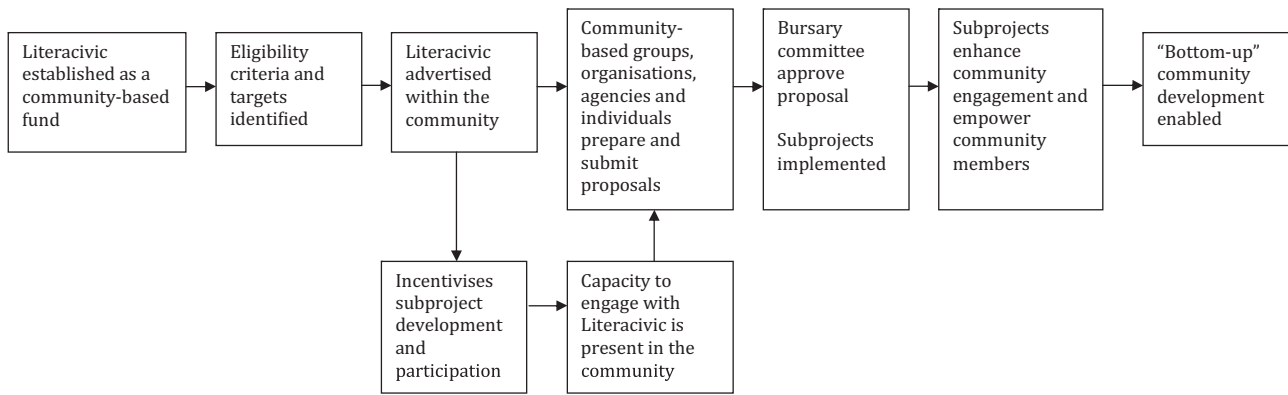 Literacivic
established as a
community-based
fund
Eligibility
criteria and
targets
identified
Literacivic
advertised
within the
community
Community-
based groups,
organisations,
agencies and
individuals
prepare and
submit
proposals
Bursary
committee
approve
proposal
Subprojects
implemented
Subprojects
enhance
community
engagement and
empower
community
members
“Bottom-up”
community
development
enabled
Incentivises
subproject
development
and
participation
Capacity to
engage with
Literacivic is
present in the
community